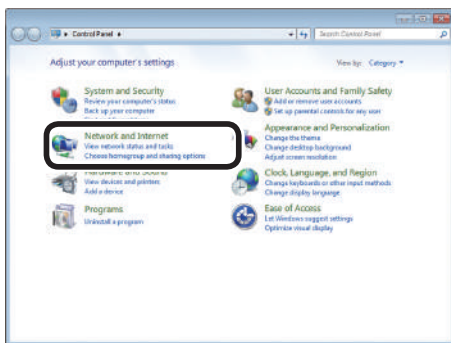 Control Panel
Search Control Panel
Adjust your computer's settings
View by: Category
System and Security
Review your computer's status
Back up your computer
Network and Internet
View network status and tasks
Choose homegroup and sharing options
Hardware and Sound
View devices and printers
Add a device
Programs
Uninstall a program
User Accounts and Family Safety
Add or remove user accounts
Set up parental controls for any user
Appearance and Personalization
Change the theme
Change desktop background
Adjust screen resolution
Clock, Language, and Region
Change keyboards or other input methods
Change display language
Ease of Access
Let Windows suggest settings
Optimize visual display